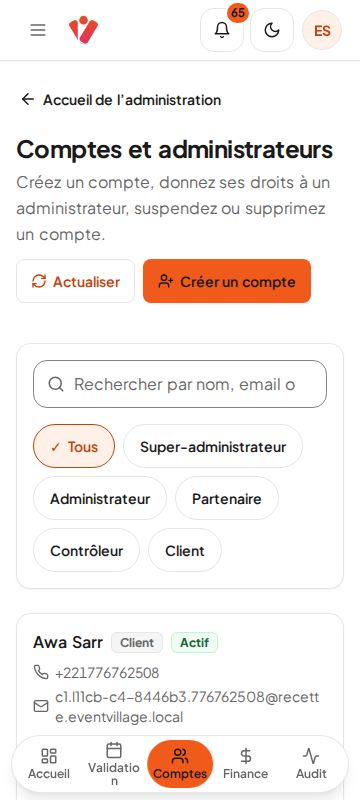 65
ES
Accueil de l'administration
Comptes et administrateurs
Créez un compte, donnez ses droits à un
administrateur, suspendez ou supprimez
un compte.
Actualiser
Créer un compte
Rechercher par nom, email o
✓ Tous
Super-administrateur
Administrateur
Partenaire
Contrôleur
Client
Awa Sarr
Client
Actif
+221776762508
c1.l11cb-c4-8446b3.776762508@recett
e.eventvillage.local
Accueil
Validatio
n
Comptes
Finance
Audit